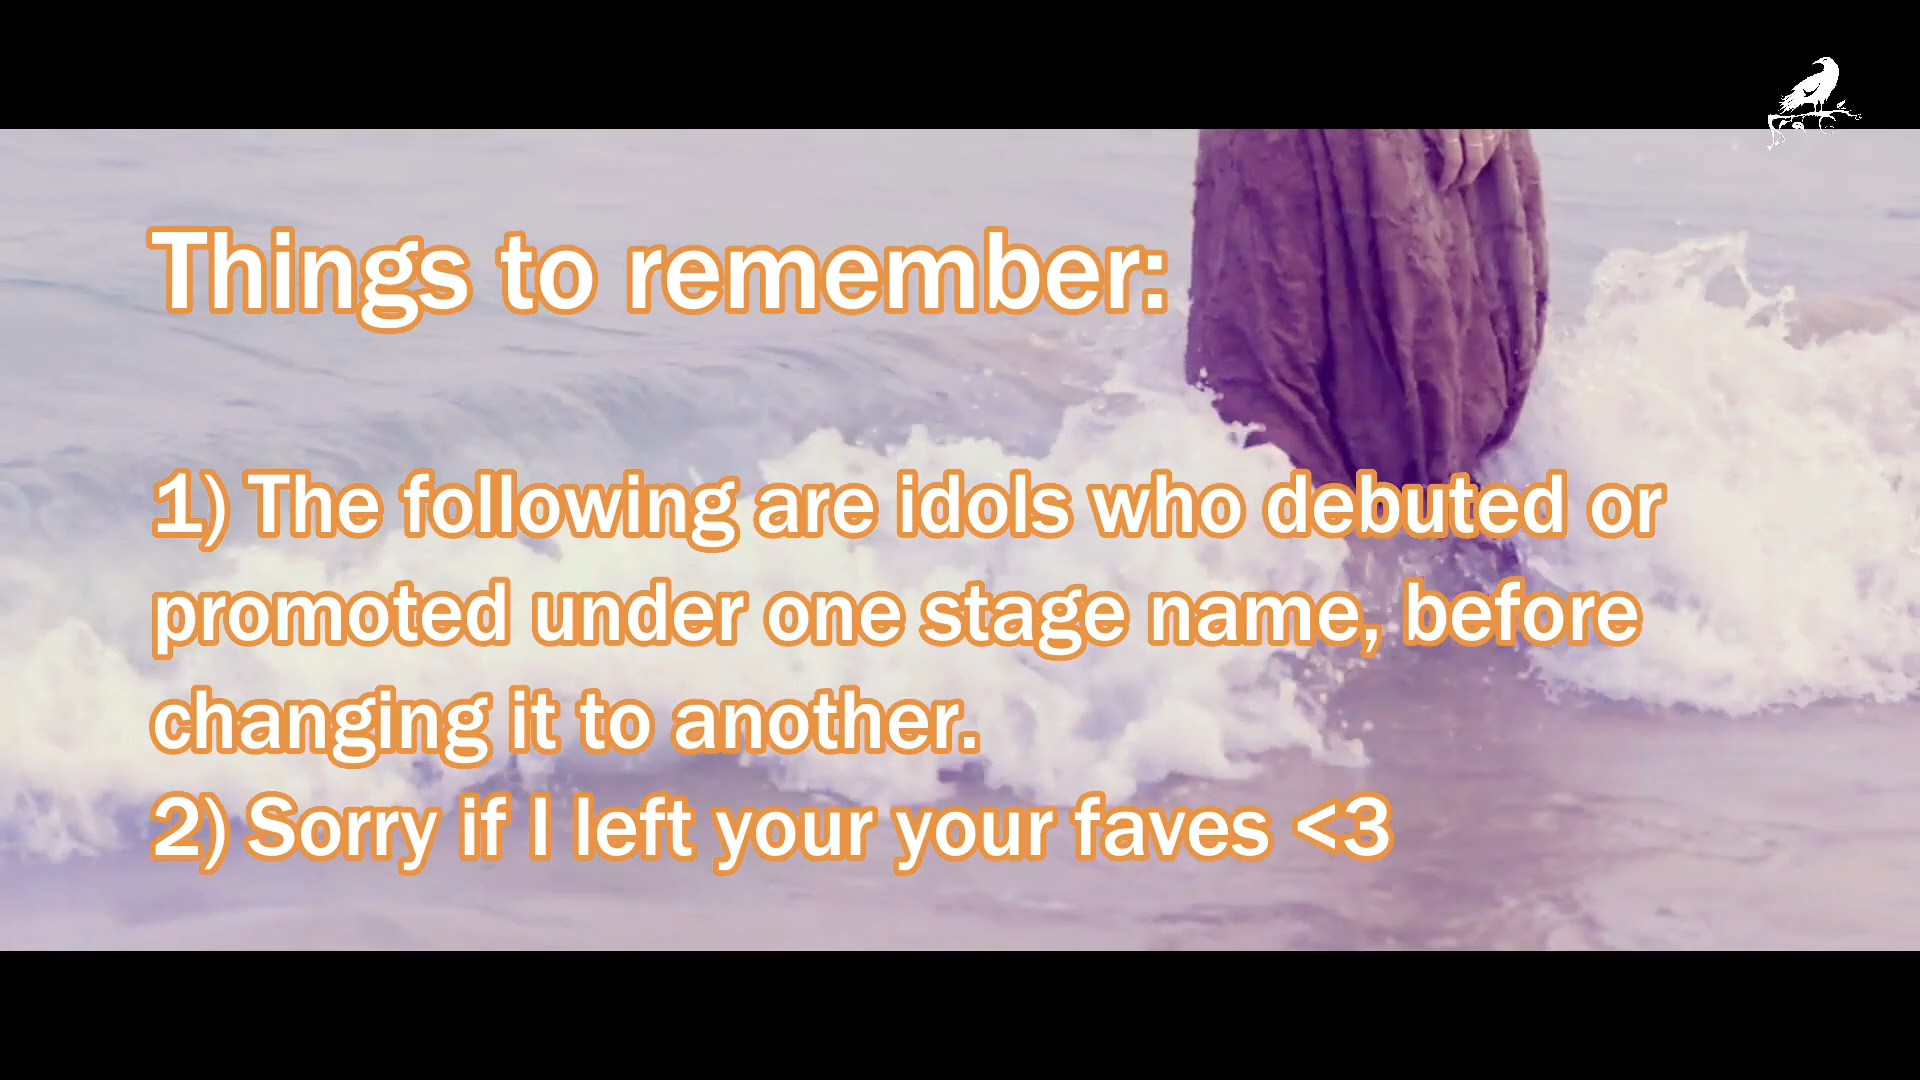 Things to remember:
1) The following are idols who debuted or
promoted under one stage name, before
changing it to another.
2) Sorry if I left your your faves <3